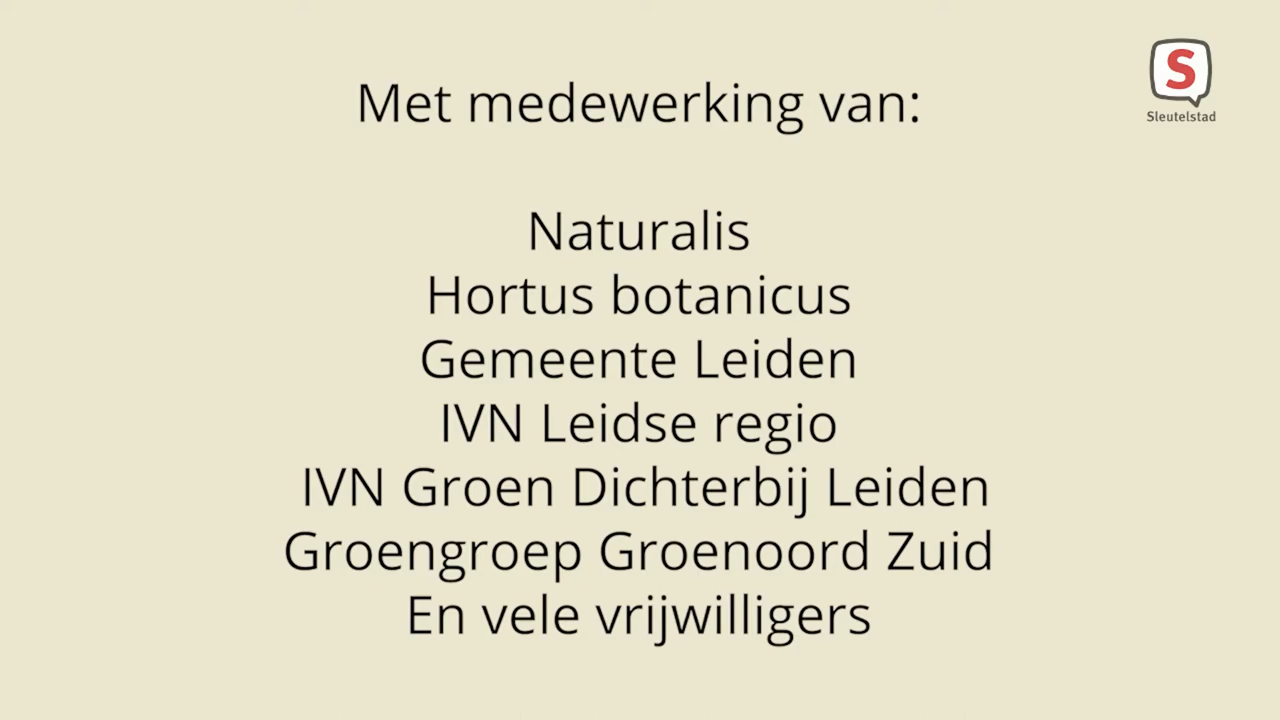 Met medewerking van:
Naturalis
Hortus botanicus
Gemeente Leiden
IVN Leidse regio
IVN Groen Dichterbij Leiden
Groengroep Groenoord Zuid
En vele vrijwilligers
S
Sleutelstad